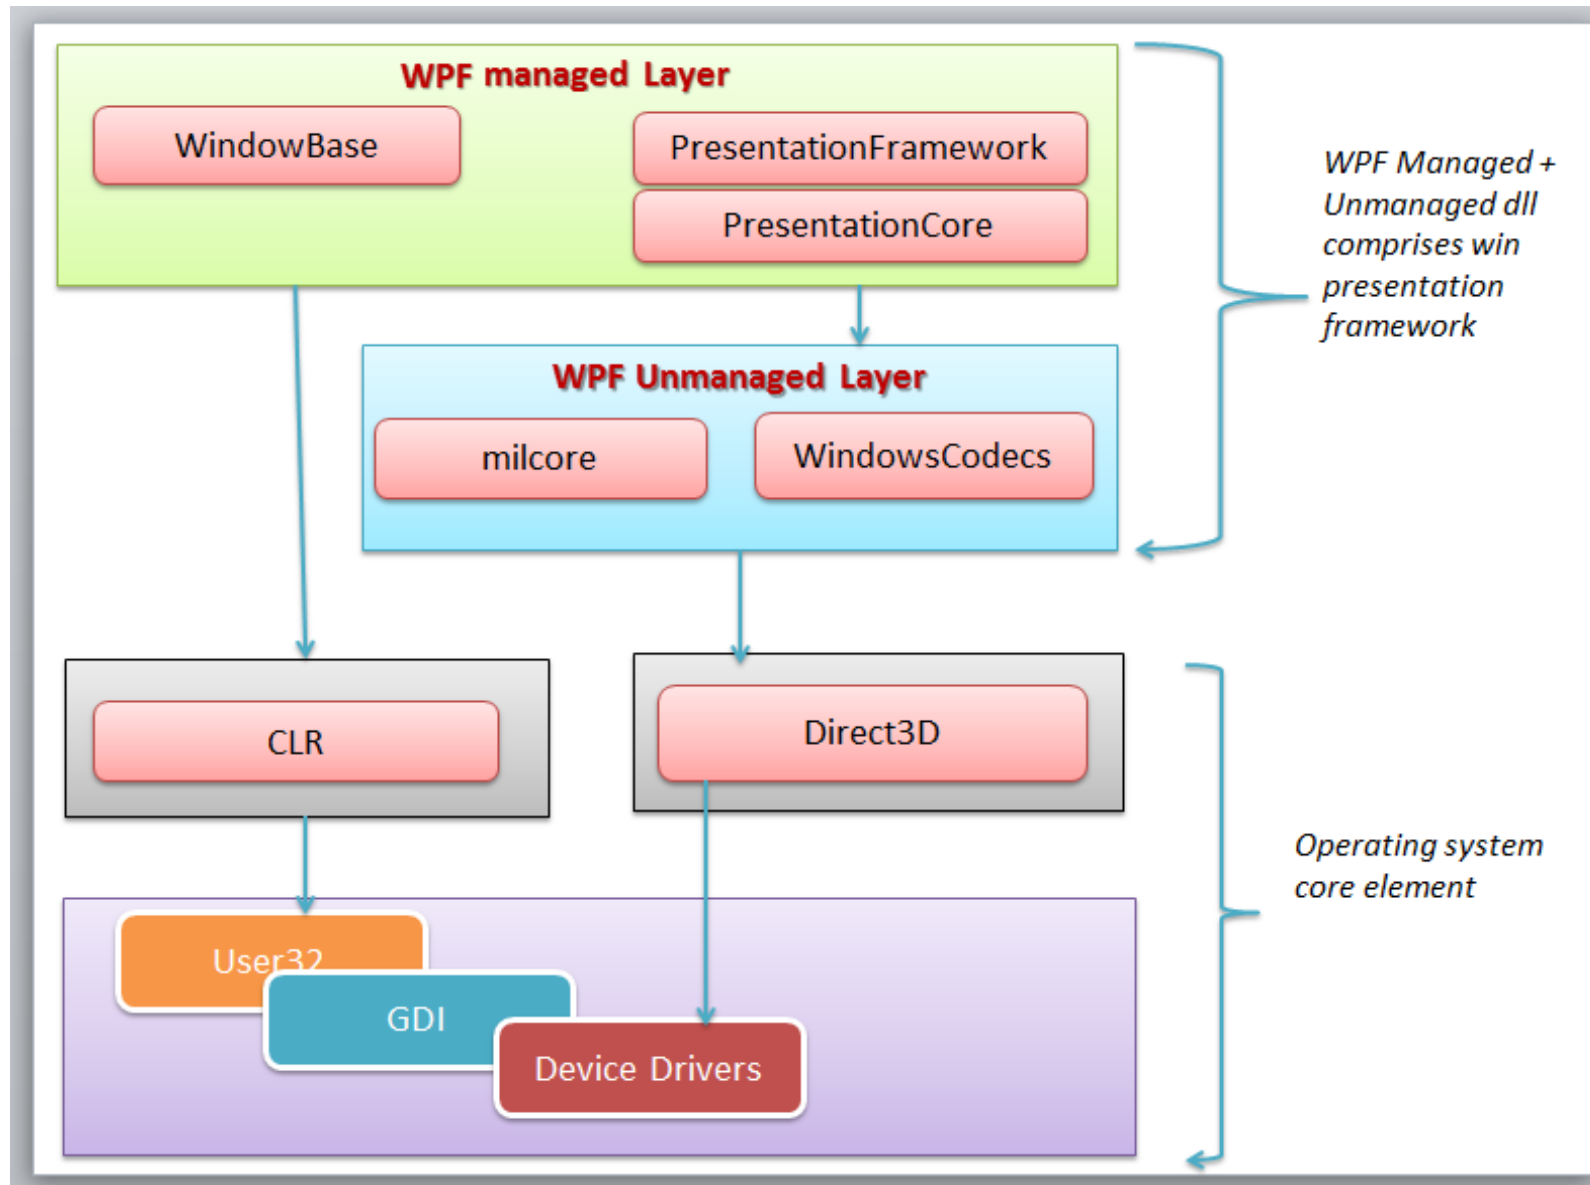 WPF managed Layer
WindowBase
PresentationFramework
PresentationCore
WPF Managed +
Unmanaged dll
comprises win
presentation
framework
WPF Unmanaged Layer
milcore
WindowsCodecs
CLR
Direct3D
Operating system
core element
User32
GDI
Device Drivers